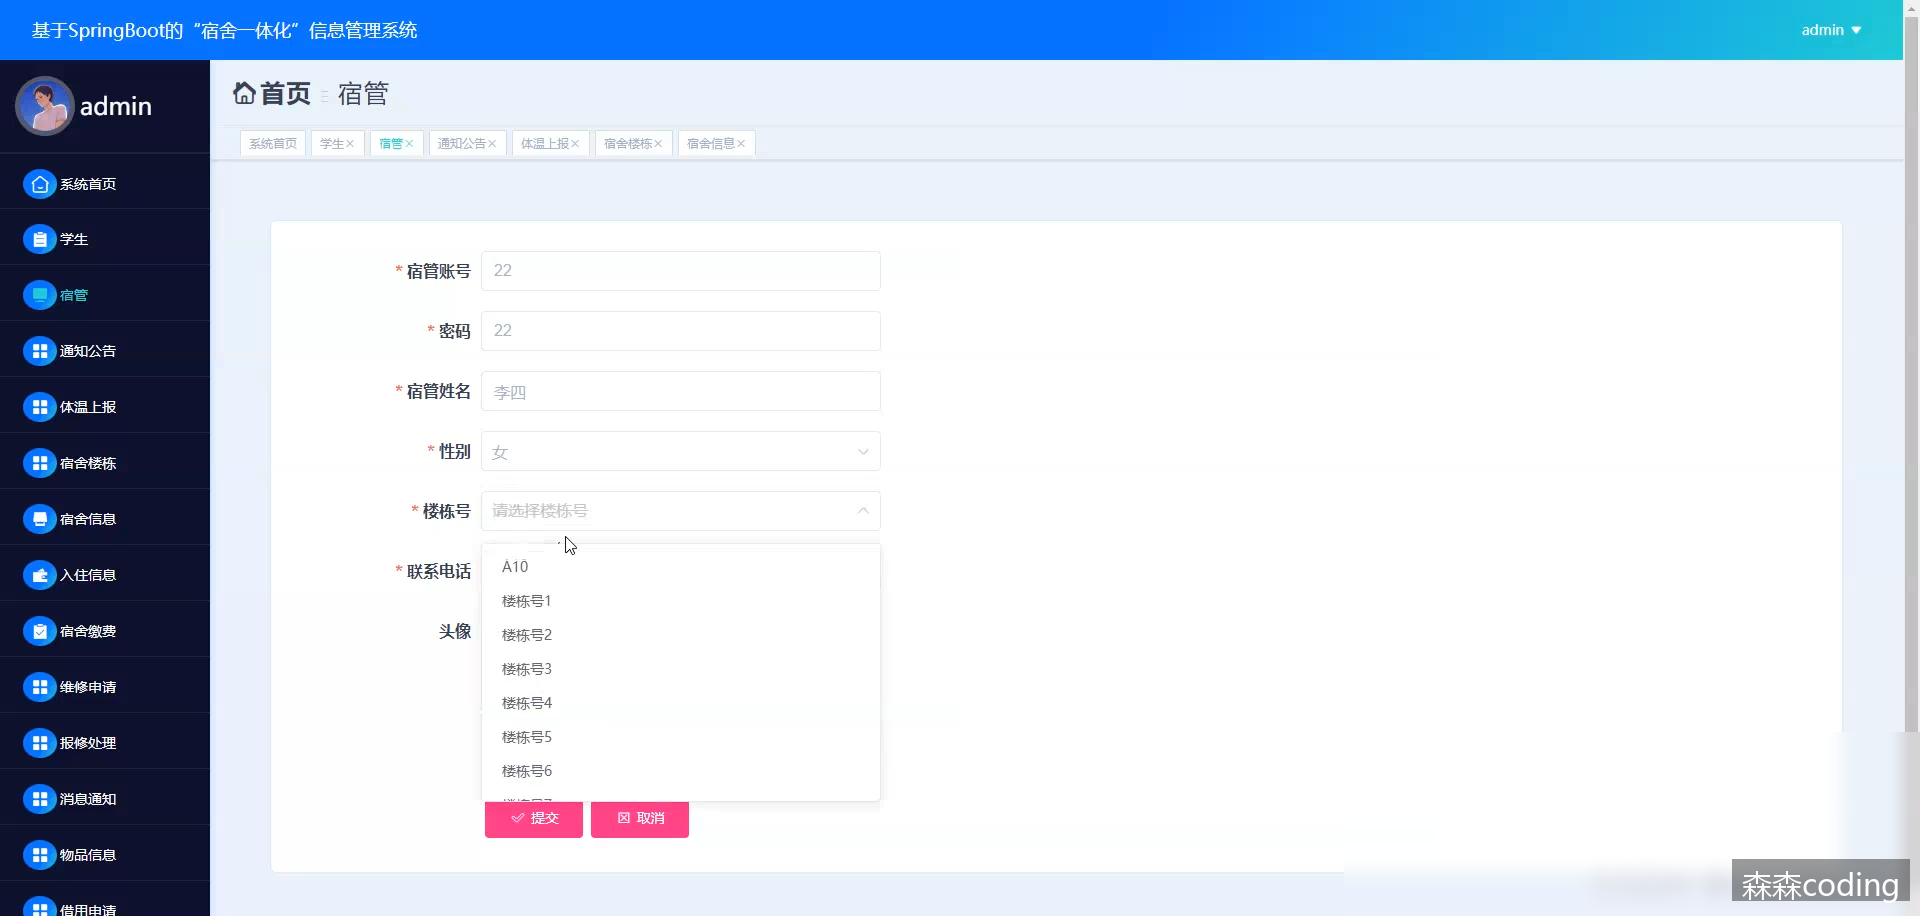 基于SpringBoot的“宿舍一体化”信息管理系统
admin
admin
首页 宿管
系统首页 学生 宿管 通知公告 体温上报 宿舍楼栋 宿舍信息
系统首页
学生
宿管
通知公告
体温上报
宿舍楼栋
宿舍信息
入住信息
宿舍缴费
维修申请
报修处理
消息通知
物品信息
借用申请
* 宿管账号 22
* 密码 22
* 宿管姓名 李四
* 性别 女
* 楼栋号 请选择楼栋号
* 联系电话
头像
A10
楼栋号1
楼栋号2
楼栋号3
楼栋号4
楼栋号5
楼栋号6
提交 取消
森森coding